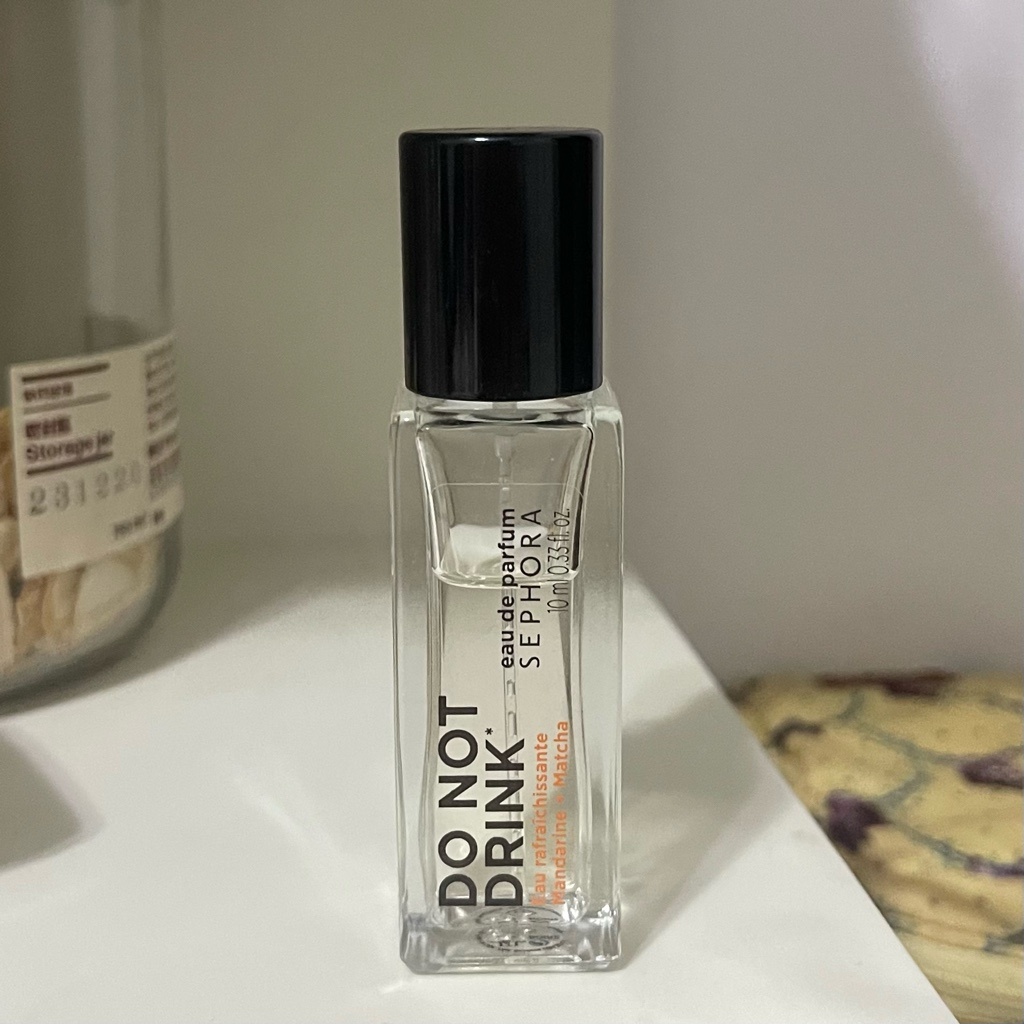 DO NOT
DRINK*
eau de parfum
SEPHORA
10 ml 0.33 fl. oz.
Eau rafraîchissante
Mandarine + Matcha
Storage jar